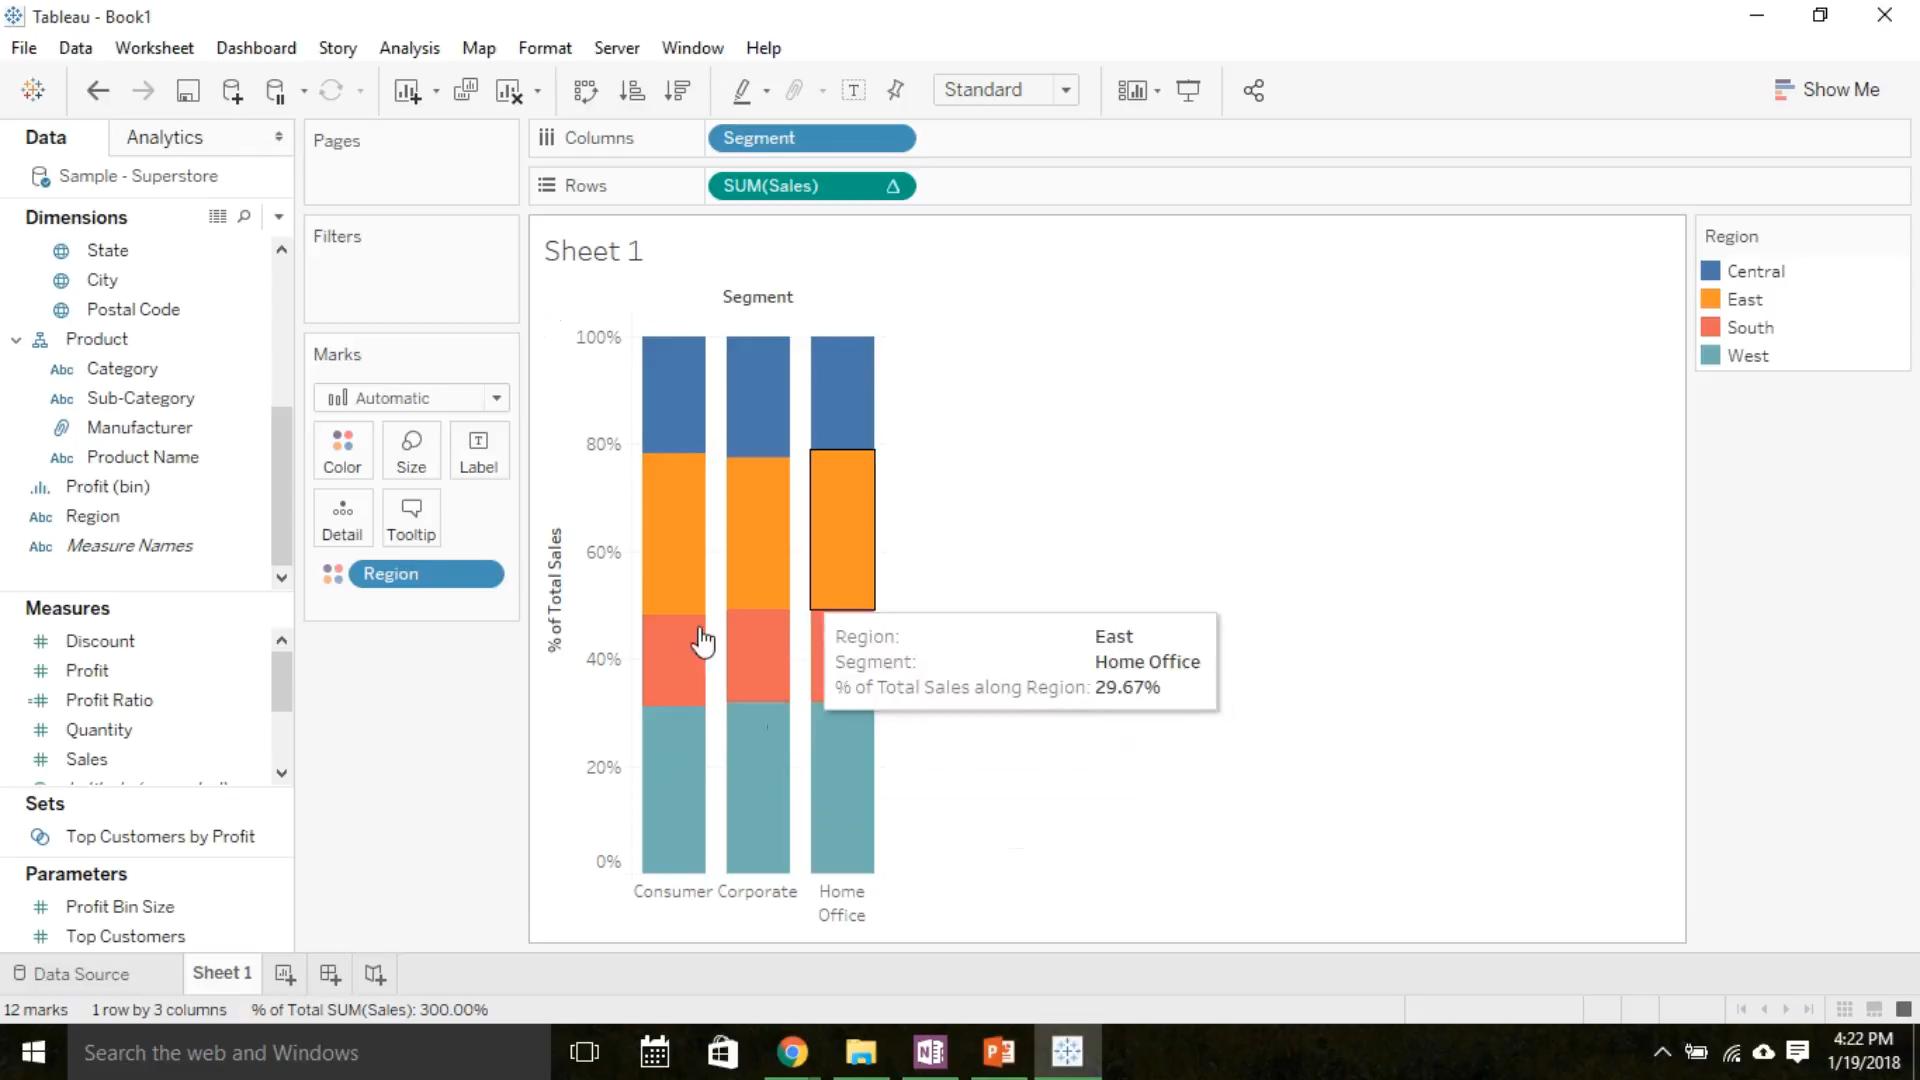 Tableau - Book1
File Data Worksheet Dashboard Story Analysis Map Format Server Window Help
Standard
Show Me
Data
Analytics
Sample - Superstore
Dimensions
State
City
Postal Code
Product
Abc Category
Abc Sub-Category
Manufacturer
Abc Product Name
Profit (bin)
Abc Region
Abc Measure Names
Measures
Discount
Profit
Profit Ratio
Quantity
Sales
Sets
Top Customers by Profit
Parameters
Profit Bin Size
Top Customers
Pages
Filters
Marks
Automatic
Color Size Label
Detail Tooltip
Region
Columns Segment
Rows SUM(Sales)
Sheet 1
Segment
100%
80%
60%
40%
20%
0%
% of Total Sales
Consumer Corporate Home
Office
Region: East
Segment: Home Office
% of Total Sales along Region: 29.67%
Region
Central
East
South
West
Data Source Sheet 1
12 marks 1 row by 3 columns % of Total SUM(Sales): 300.00%
Search the web and Windows
4:22 PM
1/19/2018